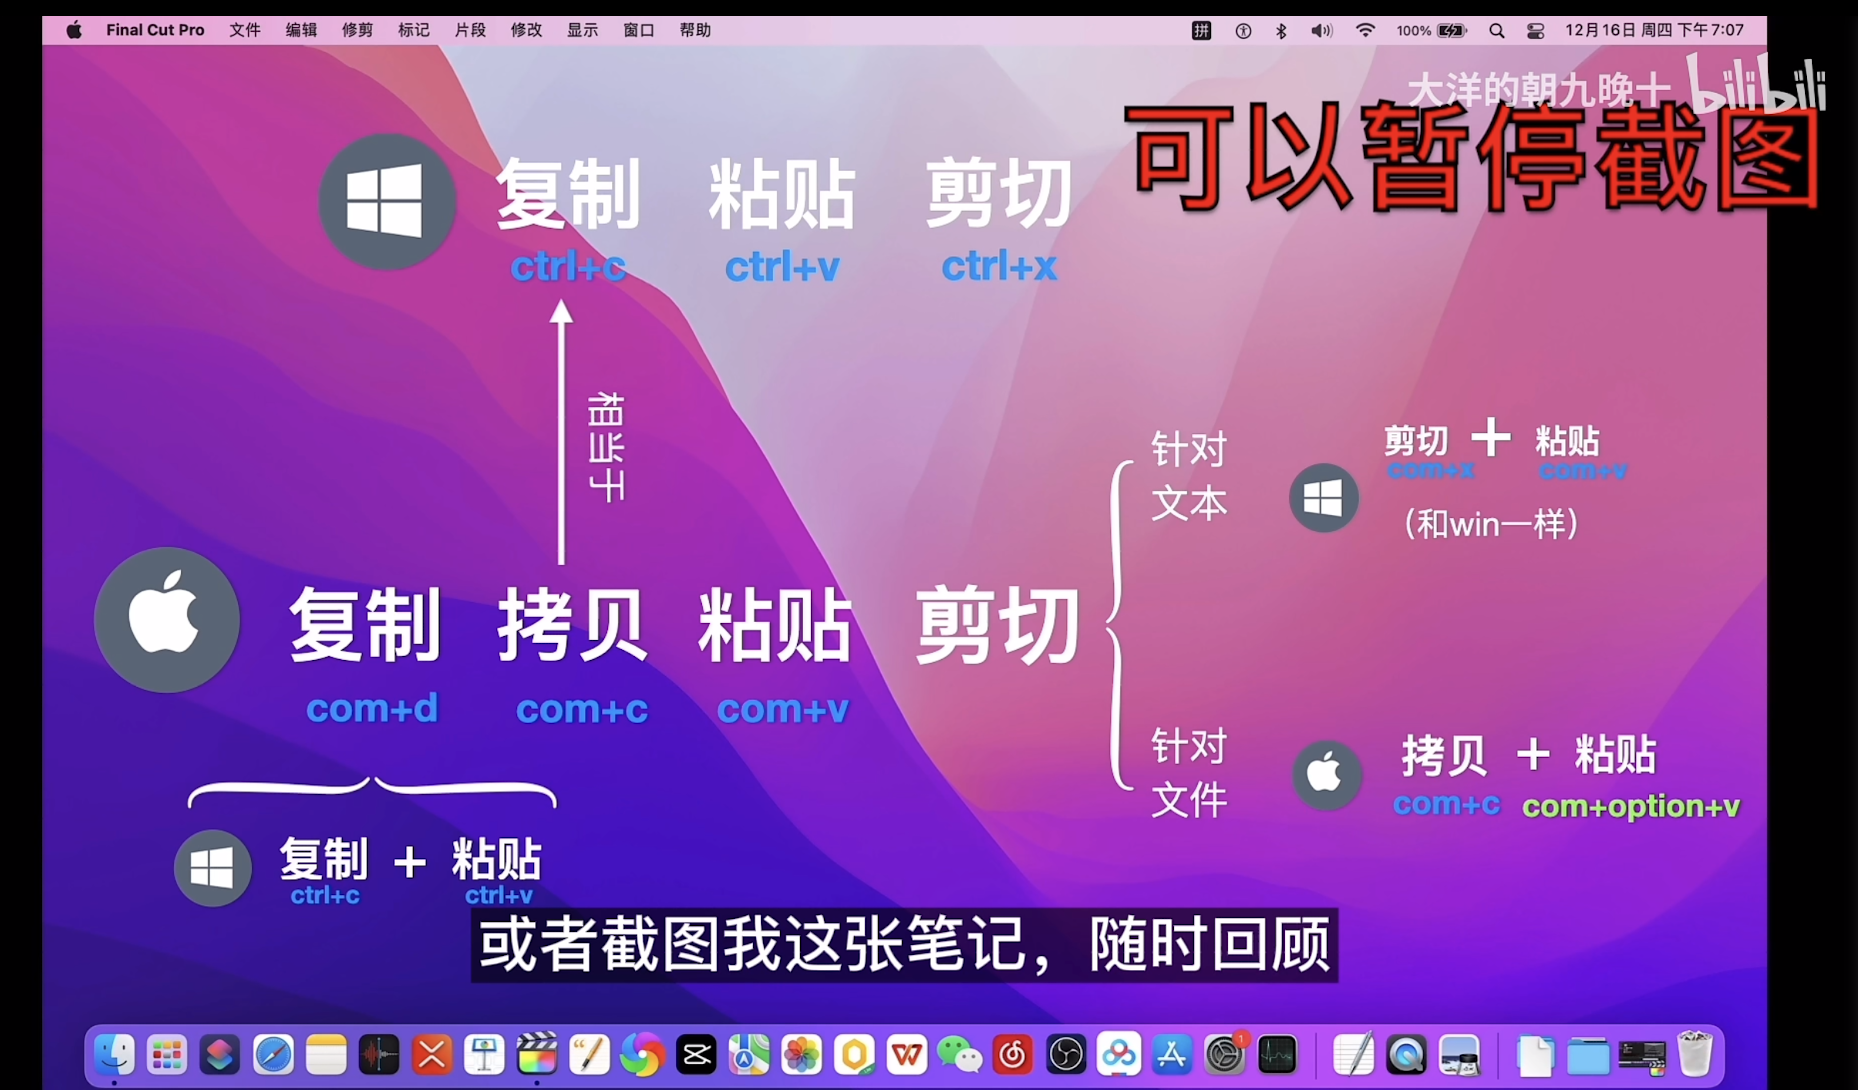 Final Cut Pro 文件 编辑 修剪 标记 片段 修改 显示 窗口 帮助 拼 100% 12月16日 周四 下午7:07
大洋的朝九晚十 bilibili
可以暂停截图
复制 粘贴 剪切
ctrl+c ctrl+v ctrl+x
相当于
针对
文本
剪切 + 粘贴
com+x com+v
（和win一样）
复制 拷贝 粘贴 剪切
com+d com+c com+v
针对
文件
拷贝 + 粘贴
com+c com+option+v
复制 + 粘贴
ctrl+c ctrl+v
或者截图我这张笔记，随时回顾
1